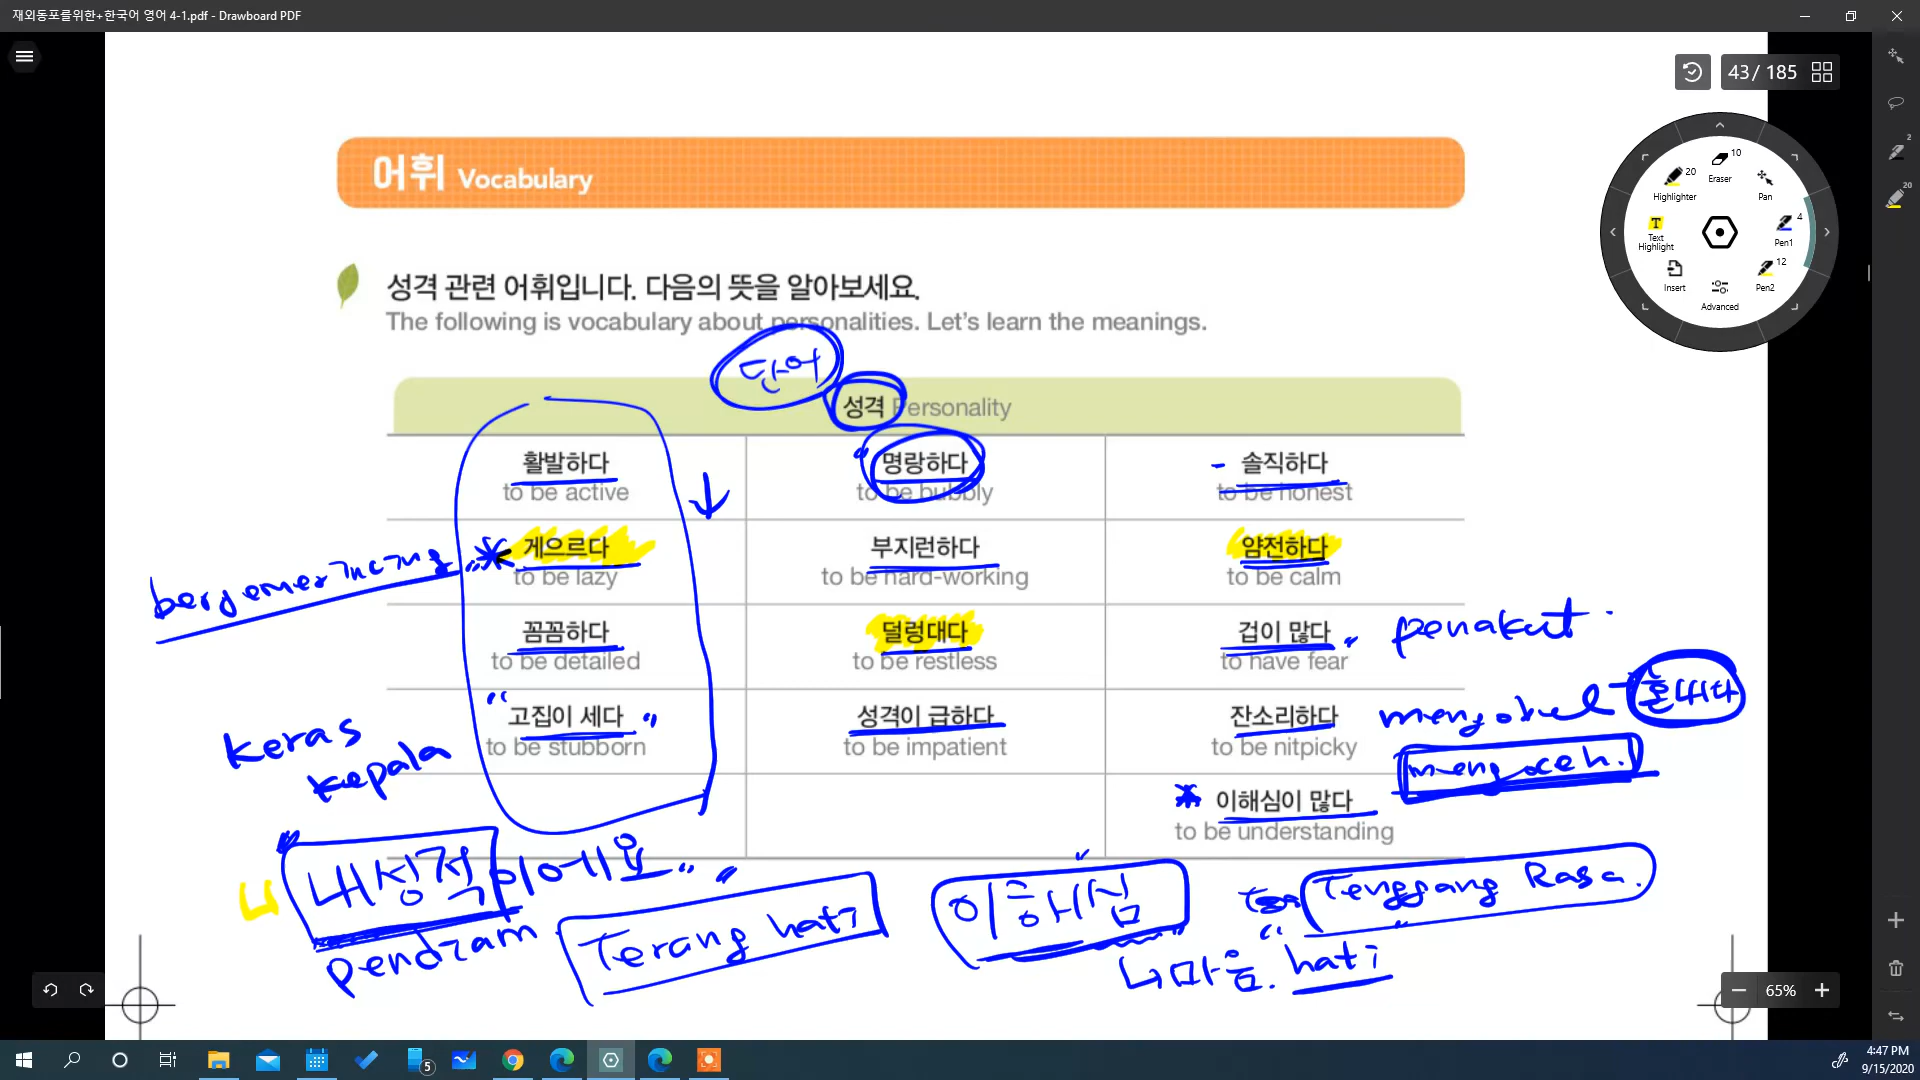 재외동포를위한+한국어 영어 4-1.pdf - Drawboard PDF
43 / 185
어휘 Vocabulary
10
Eraser
20
Highlighter
Pan
Text Highlight
4
Pen1
12
Pen2
Insert
Advanced
2
20
성격 관련 어휘입니다. 다음의 뜻을 알아보세요.
The following is vocabulary about personalities. Let's learn the meanings.
단어
성격 Personality
활발하다 명랑하다 솔직하다
to be active to be bubbly to be honest
게으르다 부지런하다 얌전하다
to be lazy to be hard-working to be calm
꼼꼼하다 덜렁대다 겁이 많다 penakut
to be detailed to be restless to have fear
고집이 세다 성격이 급하다 잔소리하다 혼내다
to be stubborn to be impatient to be nitpicky
keras
kepala
mengoceh.
이해심이 많다
to be understanding
내성적이에요
pendiam
Terang hati
이해심
Tenggang Rasa.
마음. hati
65%
5
4:47 PM
9/15/2020